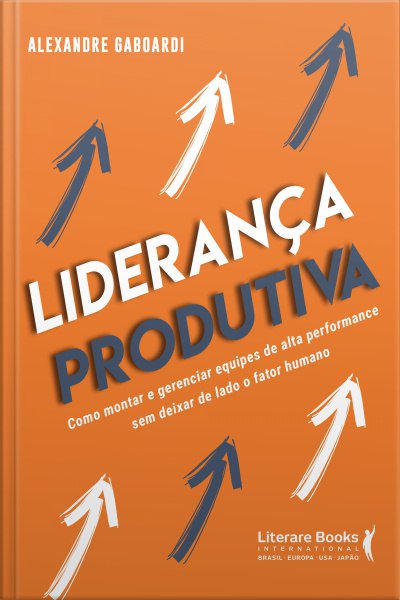 ALEXANDRE GABOARDI
LIDERANÇA
PRODUTIVA
Como montar e gerenciar equipes de alta performance
sem deixar de lado o fator humano
Literare Books
INTERNATIONAL
BRASIL · EUROPA · USA · JAPÃO